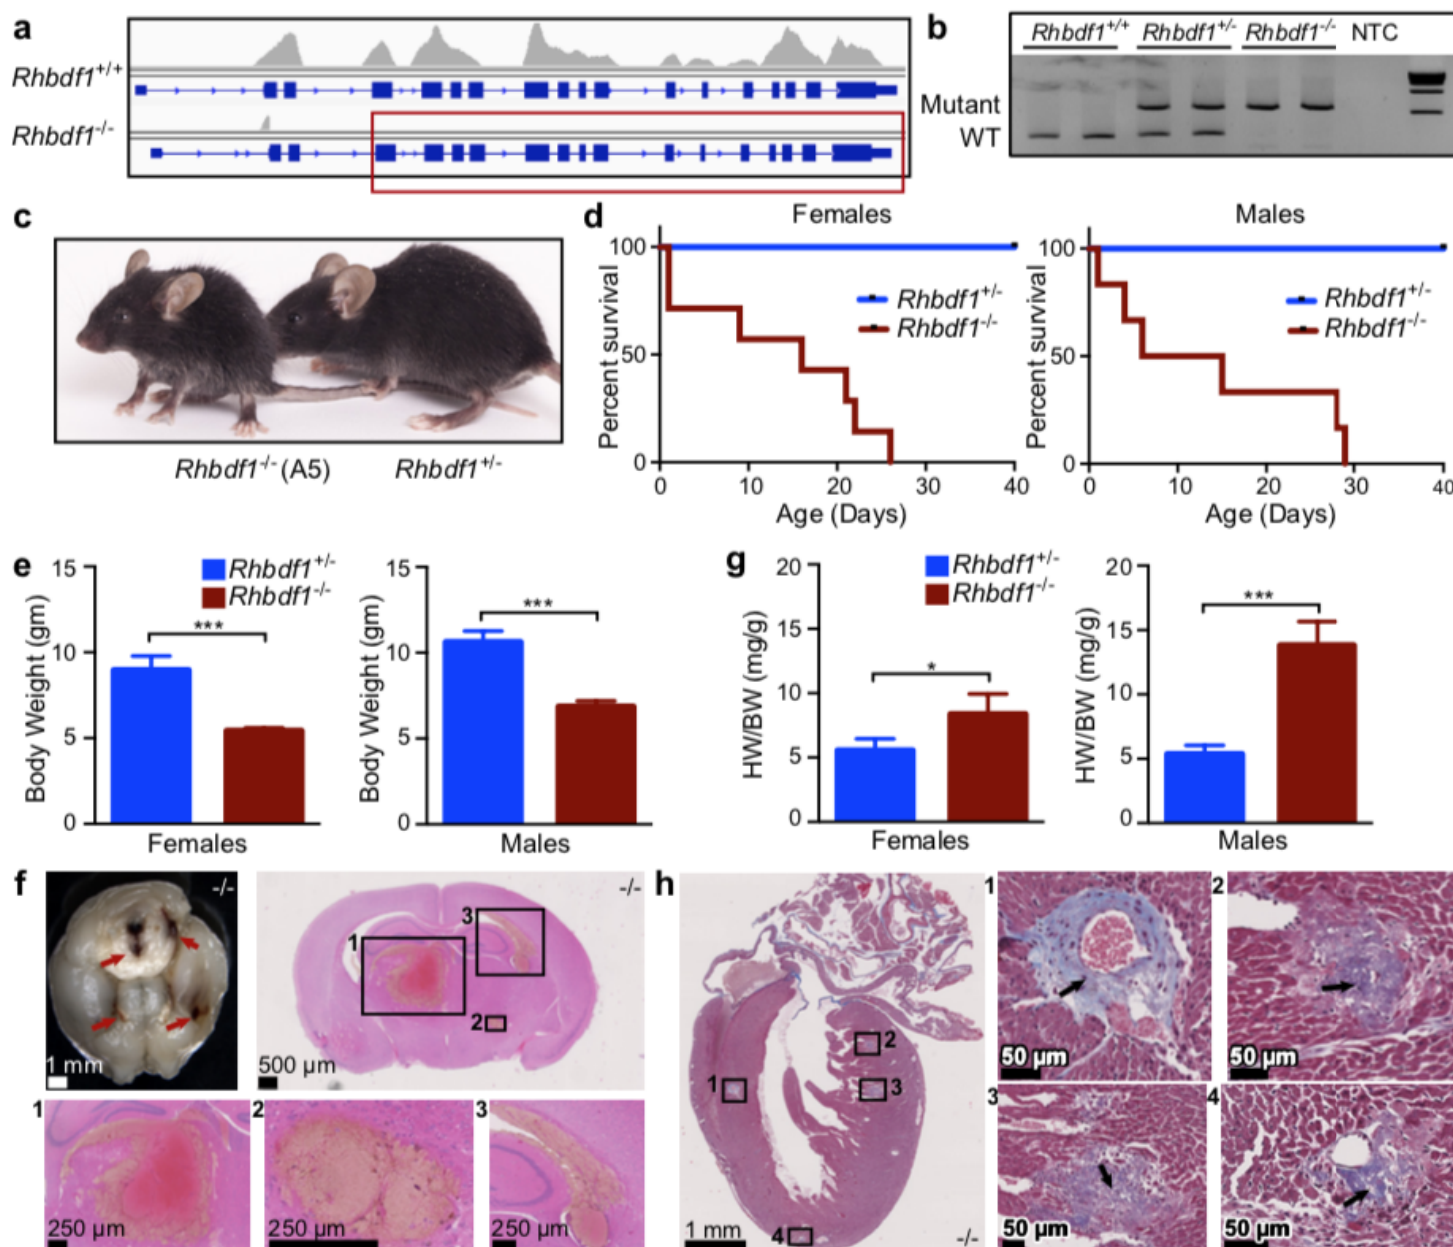 a
Rhbdf1+/+
Rhbdf1-/-
b
Rhbdf1+/+ Rhbdf1+/- Rhbdf1-/- NTC
Mutant
WT
c
Rhbdf1-/- (A5) Rhbdf1+/-
d
Females
Percent survival
100
50
0
0 10 20 30 40
Age (Days)
Rhbdf1+/-
Rhbdf1-/-
Males
Percent survival
100
50
0
0 10 20 30 40
Age (Days)
Rhbdf1+/-
Rhbdf1-/-
e
Rhbdf1+/-
Rhbdf1-/-
Body Weight (gm)
15
10
5
0
***
Females
Body Weight (gm)
15
10
5
0
***
Males
g
Rhbdf1+/-
Rhbdf1-/-
HW/BW (mg/g)
20
15
10
5
0
*
Females
HW/BW (mg/g)
20
15
10
5
0
***
Males
f
-/-
1 mm
-/-
1
2
3
500 µm
1
250 µm
2
250 µm
3
250 µm
h
1
2
3
4
1 mm
-/-
1
50 µm
2
50 µm
3
50 µm
4
50 µm